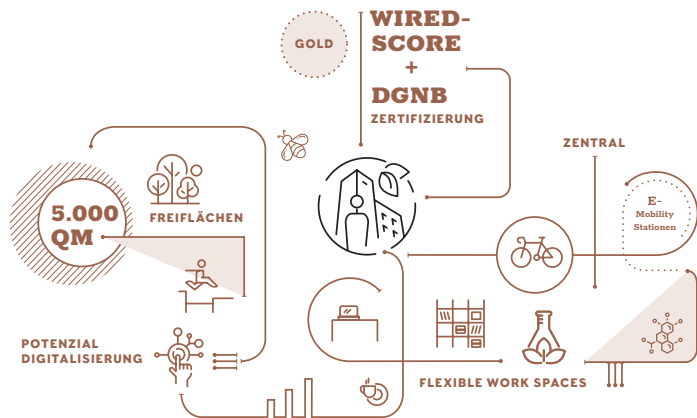 GOLD
WIRED-
SCORE
+
DGNB
ZERTIFIZIERUNG
ZENTRAL
5.000
QM
FREIFLÄCHEN
E-
Mobility
Stationen
POTENZIAL
DIGITALISIERUNG
FLEXIBLE WORK SPACES